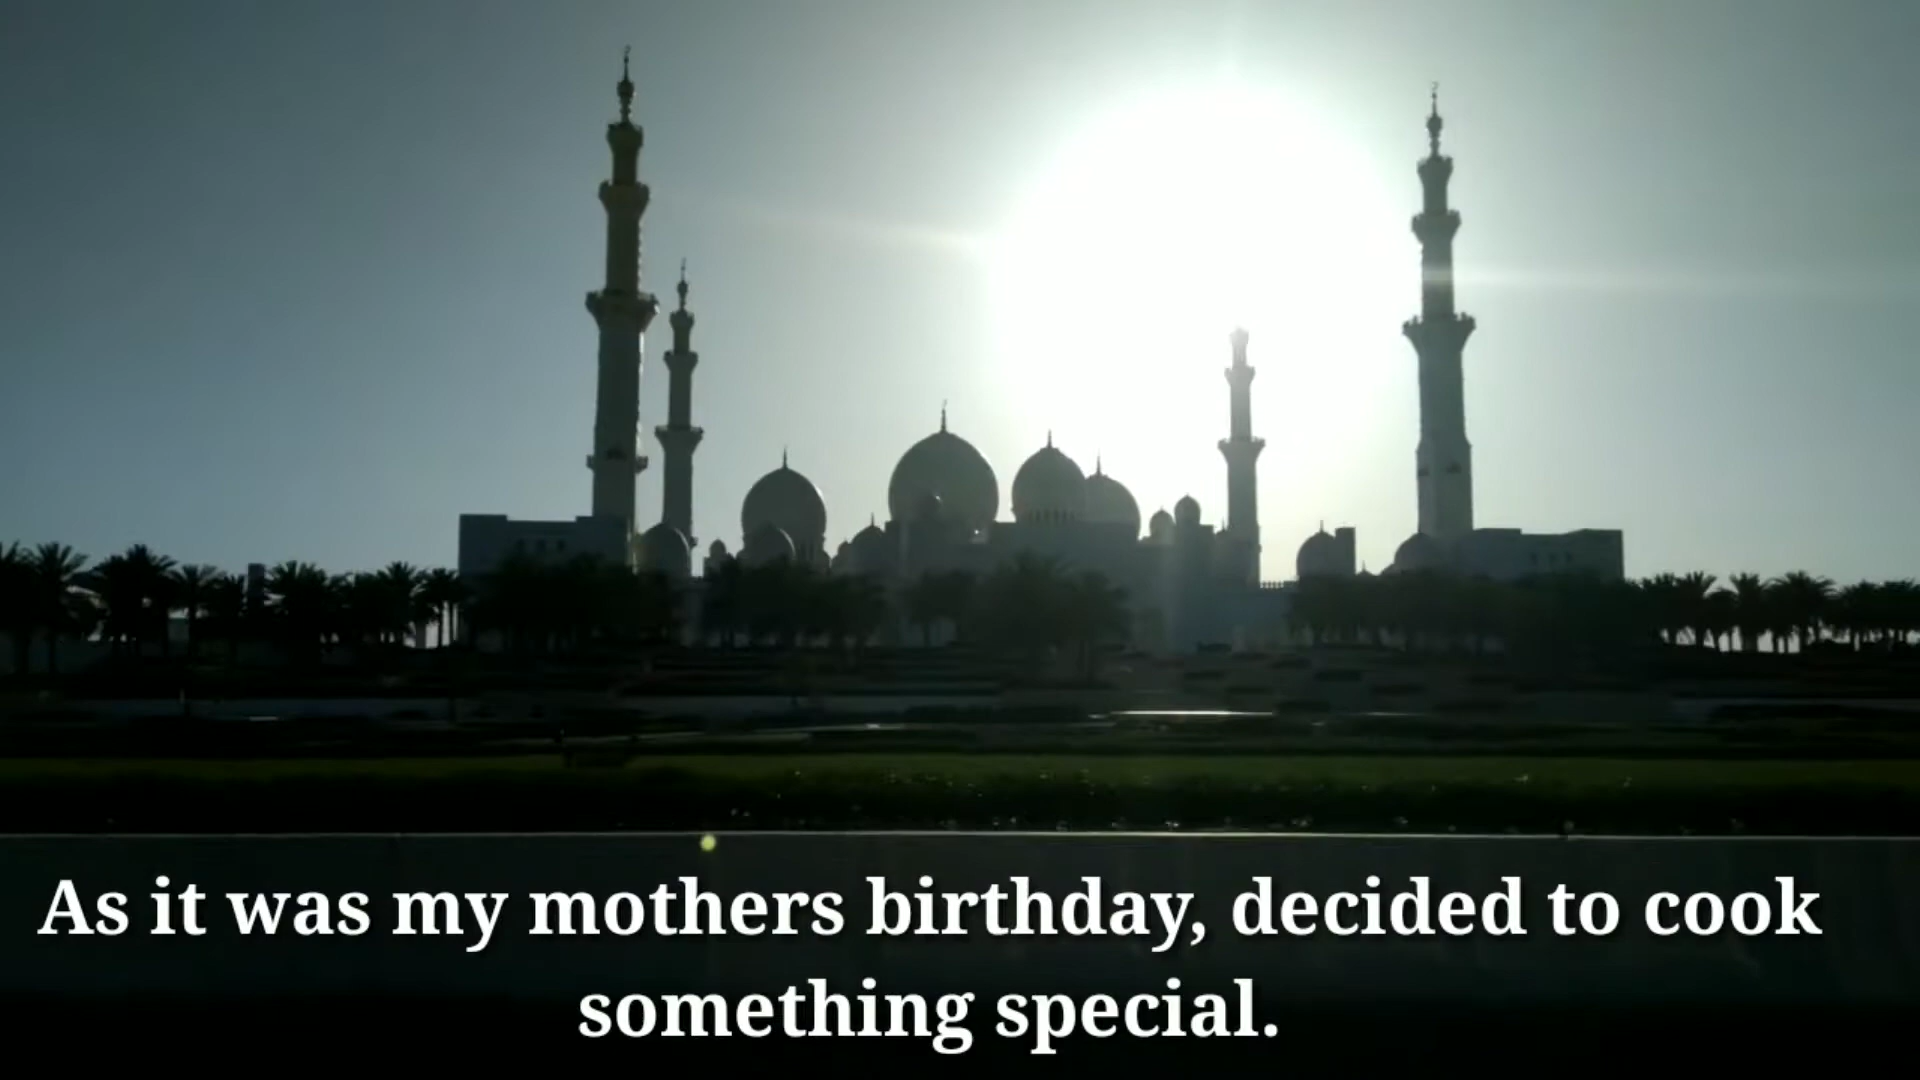 As it was my mothers birthday, decided to cook
something special.